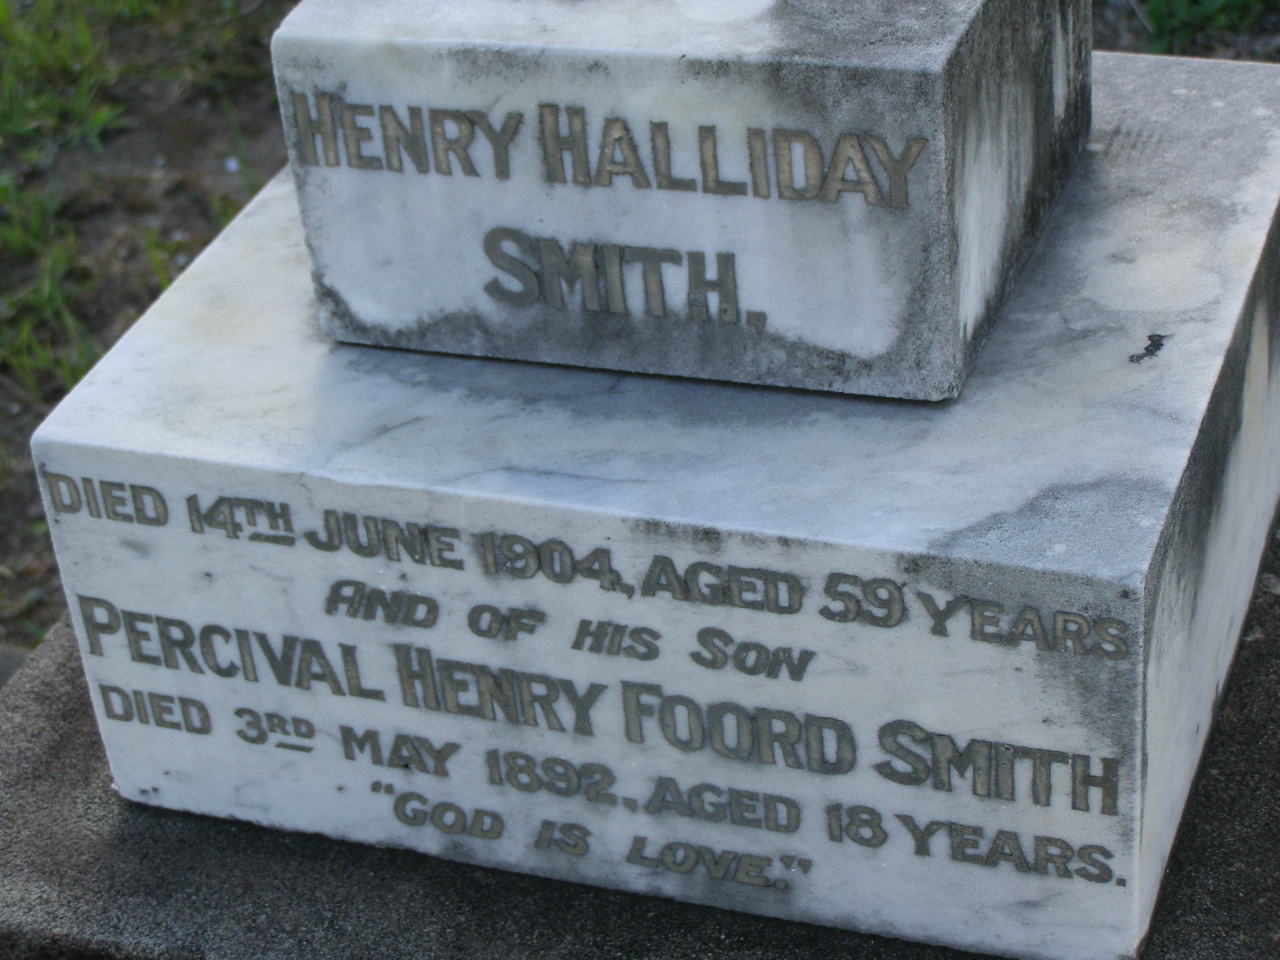 HENRY HALLIDAY
SMITH,
DIED 14TH JUNE 1904, AGED 59 YEARS
AND OF HIS SON
PERCIVAL HENRY FOORD SMITH
DIED 3RD MAY 1892, AGED 18 YEARS.
"GOD IS LOVE."